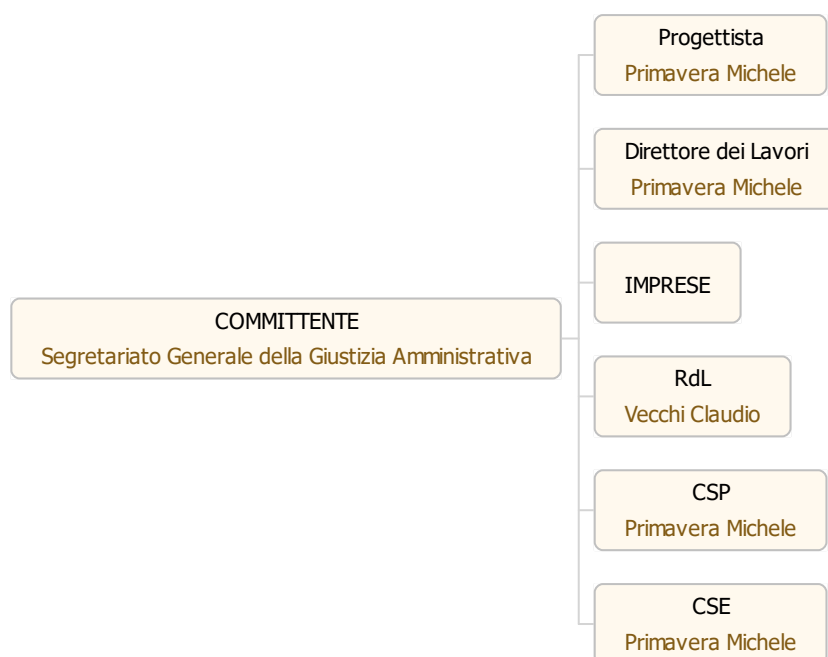 Progettista
Primavera Michele
Direttore dei Lavori
Primavera Michele
IMPRESE
COMMITTENTE
Segretariato Generale della Giustizia Amministrativa
RdL
Vecchi Claudio
CSP
Primavera Michele
CSE
Primavera Michele